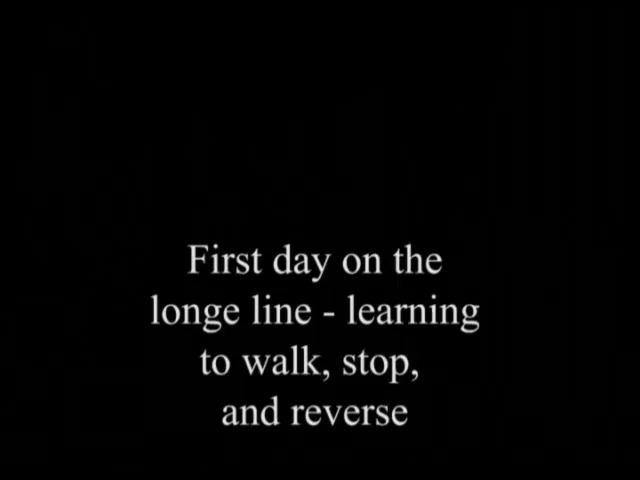 First day on the
longe line - learning
to walk, stop,
and reverse